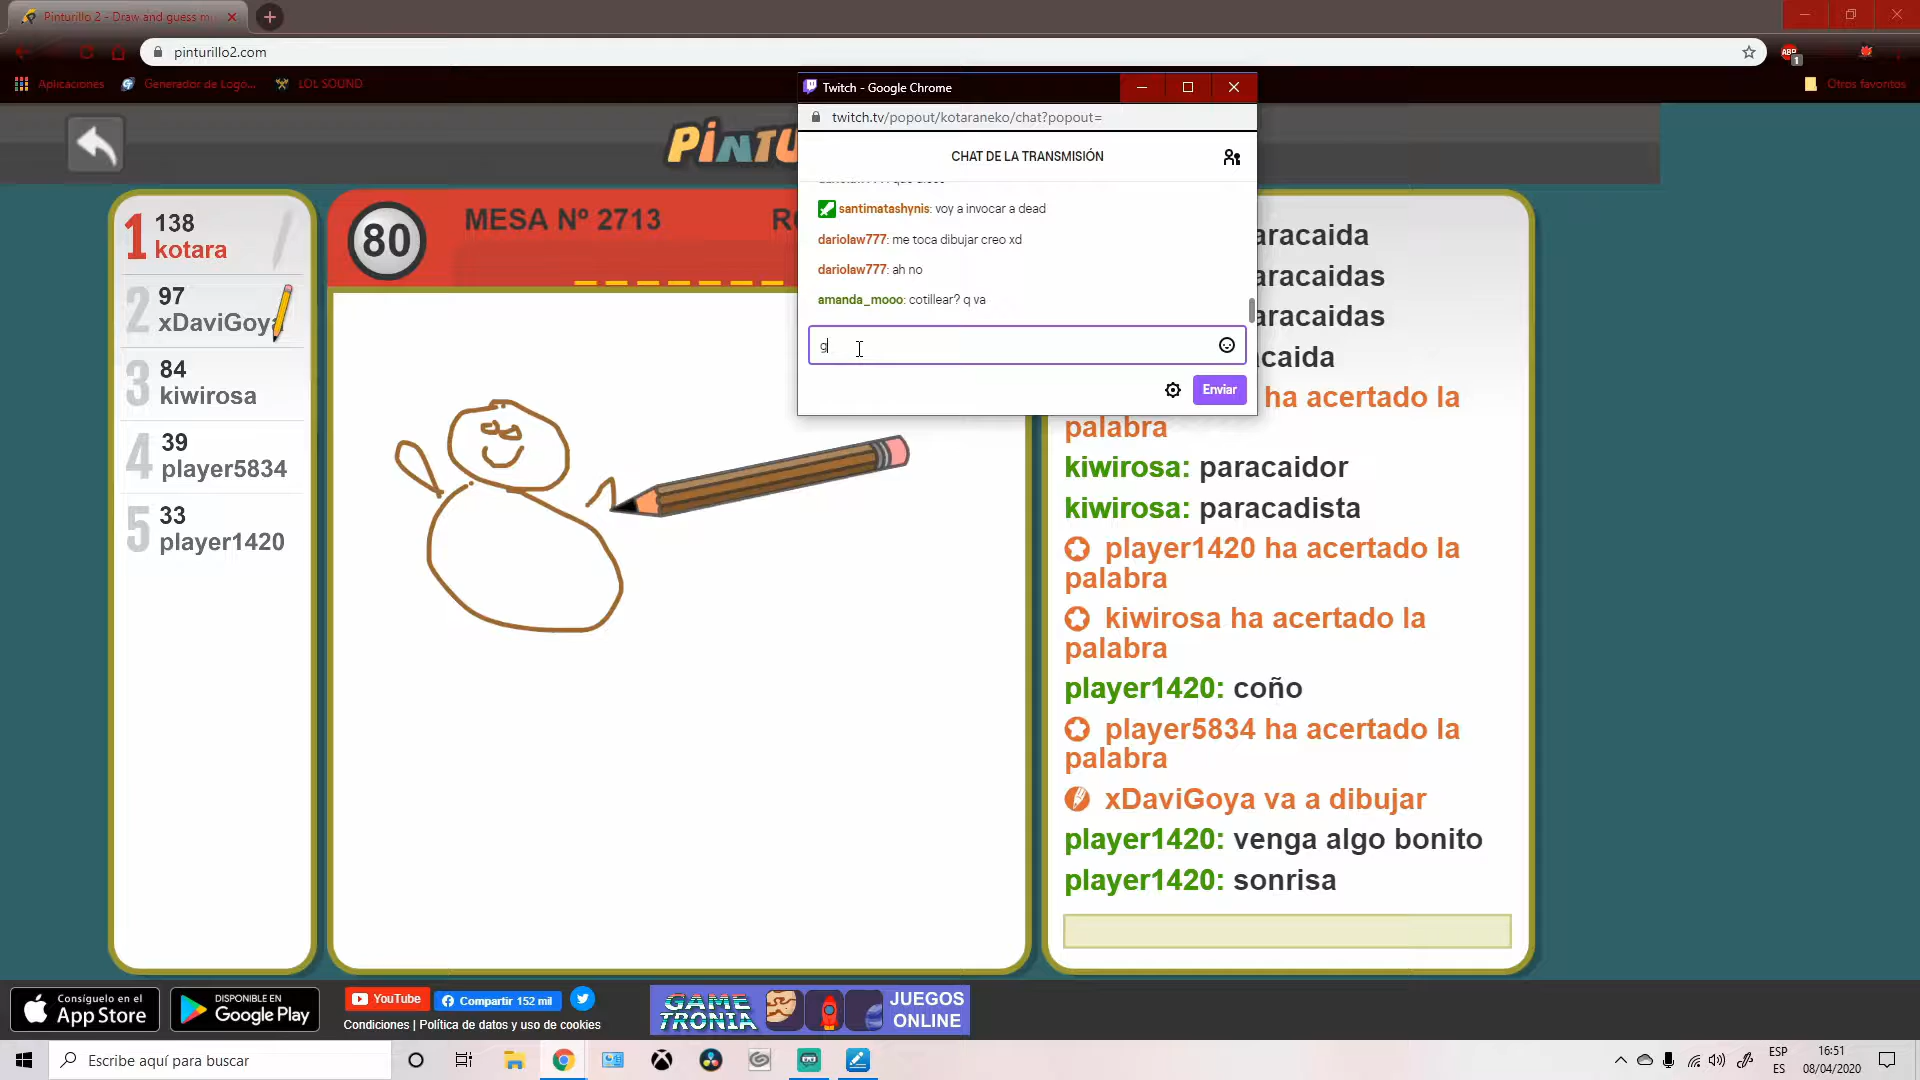 Pinturillo 2 - Draw and guess m
pinturillo2.com
ABP
1
Aplicaciones
Generador de Logo...
LOL SOUND
Otros favoritos
Twitch - Google Chrome
twitch.tv/popout/kotaraneko/chat?popout=
CHAT DE LA TRANSMISIÓN
santimatashynis: voy a invocar a dead
dariolaw777: me toca dibujar creo xd
dariolaw777: ah no
amanda_mooo: cotillear? q va
g
Enviar
PiNTU
1 138
kotara
2 97
xDaviGoya
3 84
kiwirosa
4 39
player5834
5 33
player1420
80
MESA Nº 2713
aracaida
aracaidas
aracaidas
caida
ha acertado la
palabra
kiwirosa: paracaidor
kiwirosa: paracadista
player1420 ha acertado la
palabra
kiwirosa ha acertado la
palabra
player1420: coño
player5834 ha acertado la
palabra
xDaviGoya va a dibujar
player1420: venga algo bonito
player1420: sonrisa
Consíguelo en el
App Store
DISPONIBLE EN
Google Play
YouTube
Compartir 152 mil
Condiciones | Política de datos y uso de cookies
GAME
TRONIA
JUEGOS
ONLINE
Escribe aquí para buscar
ESP
ES
16:51
08/04/2020